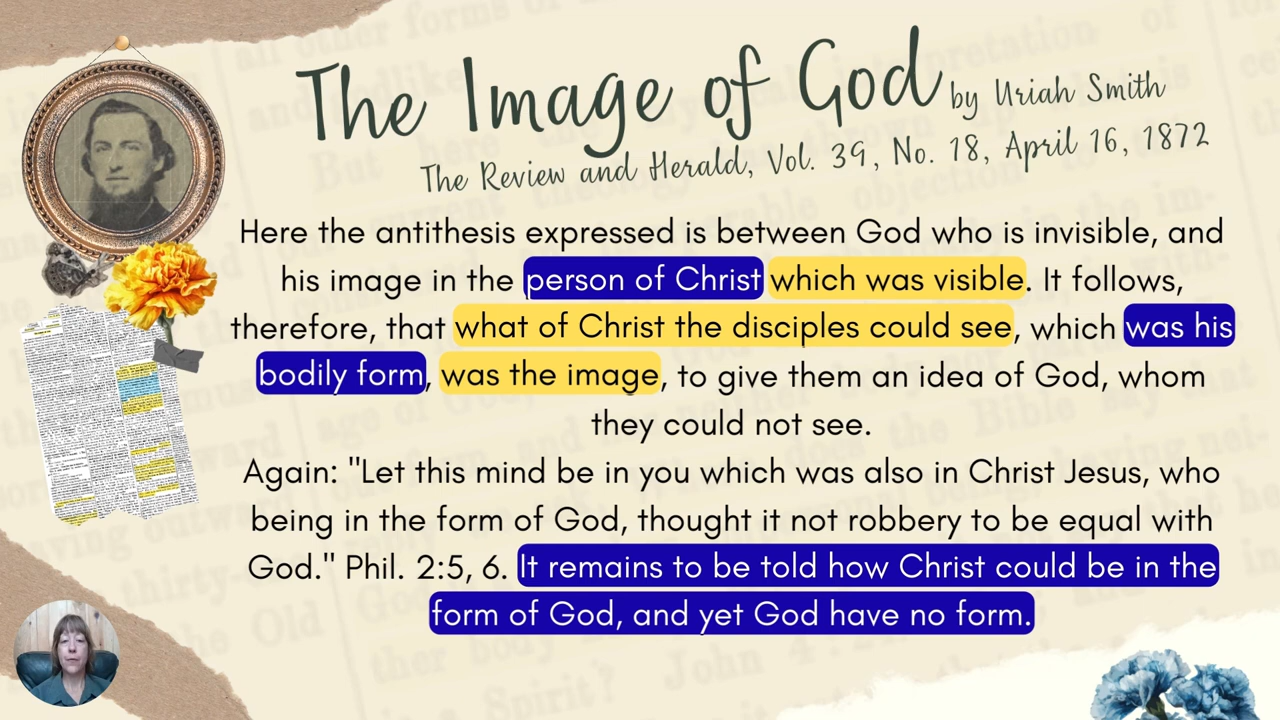 The Image of God by Uriah Smith
The Review and Herald, Vol. 39, No. 18, April 16, 1872
Here the antithesis expressed is between God who is invisible, and
his image in the person of Christ which was visible. It follows,
therefore, that what of Christ the disciples could see, which was his
bodily form, was the image, to give them an idea of God, whom
they could not see.
Again: "Let this mind be in you which was also in Christ Jesus, who
being in the form of God, thought it not robbery to be equal with
God." Phil. 2:5, 6. It remains to be told how Christ could be in the
form of God, and yet God have no form.